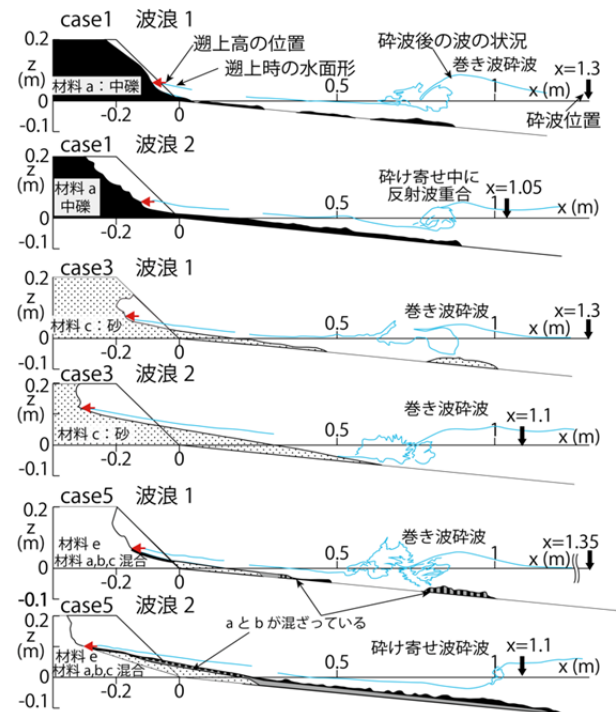 case1 波浪 1
0.2
z
(m)
0
-0.1
材料 a:中礫
遡上高の位置
遡上時の水面形
砕波後の波の状況
巻き波砕波
x=1.3
x (m)
砕波位置
-0.2
0
0.5
1
case1 波浪 2
0.2
z
(m)
0
-0.1
材料 a
中礫
砕け寄せ中に
反射波重合
x=1.05
x (m)
-0.2
0
0.5
1
case3 波浪 1
0.2
z
(m)
0
-0.1
材料 c:砂
巻き波砕波
x=1.3
x (m)
-0.2
0
0.5
1
case3 波浪 2
0.2
z
(m)
0
-0.1
材料 c:砂
巻き波砕波
x=1.1
x (m)
-0.2
0
0.5
1
case5 波浪 1
0.2
z
(m)
0
-0.1
材料 e
材料 a,b,c 混合
巻き波砕波
x=1.35
x (m)
-0.2
0
0.5
1
aとbが混ざっている
case5 波浪 2
0.2
z
(m)
0
-0.1
材料 e
材料 a,b,c 混合
砕け寄せ波砕波
x=1.1
x (m)
-0.2
0
0.5
1